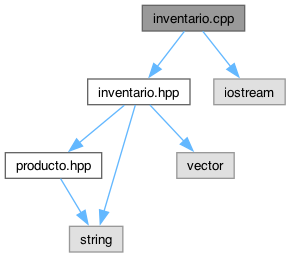 inventario.cpp
inventario.hpp
iostream
producto.hpp
vector
string